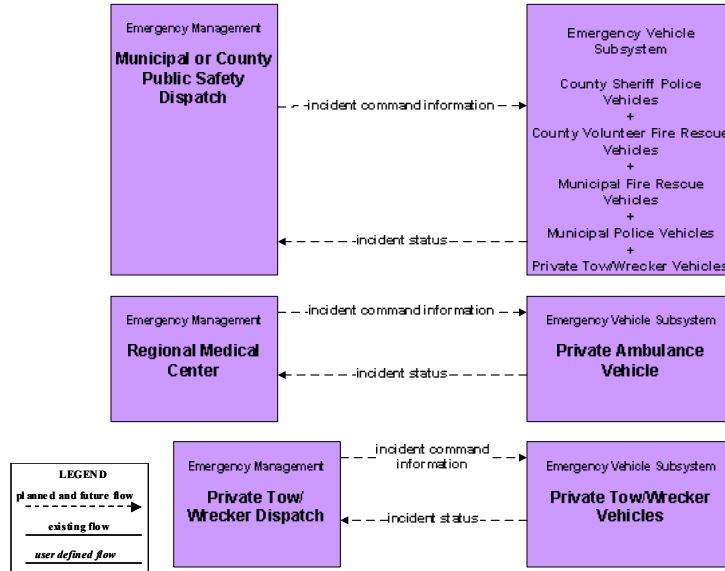 Emergency Management
Municipal or County
Public Safety
Dispatch
incident command information
incident status
Emergency Vehicle
Subsystem
County Sheriff Police
Vehicles
+
County Volunteer Fire Rescue
Vehicles
+
Municipal Fire Rescue
Vehicles
+
Municipal Police Vehicles
+
Private Tow/Wrecker Vehicles
Emergency Management
Regional Medical
Center
incident command information
incident status
Emergency Vehicle Subsystem
Private Ambulance
Vehicle
Emergency Management
Private Tow/
Wrecker Dispatch
incident command
information
incident status
Emergency Vehicle Subsystem
Private Tow/Wrecker
Vehicles
LEGEND
planned and future flow
existing flow
user defined flow